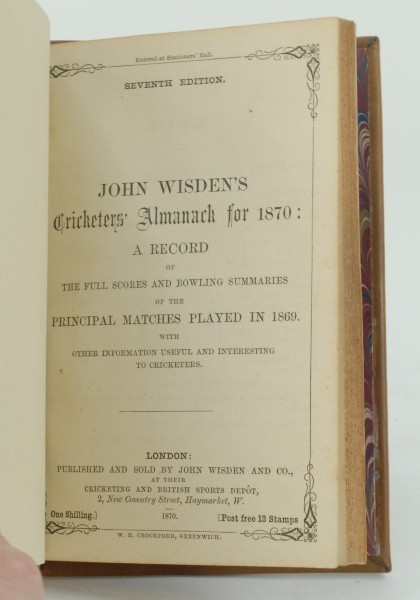 Entered at Stationers' Hall.
SEVENTH EDITION.
JOHN WISDEN'S
Cricketers' Almanack for 1870:
A RECORD
OF
THE FULL SCORES AND BOWLING SUMMARIES
OF THE
PRINCIPAL MATCHES PLAYED IN 1869.
WITH
OTHER INFORMATION USEFUL AND INTERESTING
TO CRICKETERS.
LONDON:
PUBLISHED AND SOLD BY JOHN WISDEN AND CO.,
AT THEIR
CRICKETING AND BRITISH SPORTS DEPÔT,
2, New Coventry Street, Haymarket, W.
One Shilling.] 1870. [Post free 13 Stamps
W. H. CROCKFORD, GREENWICH.